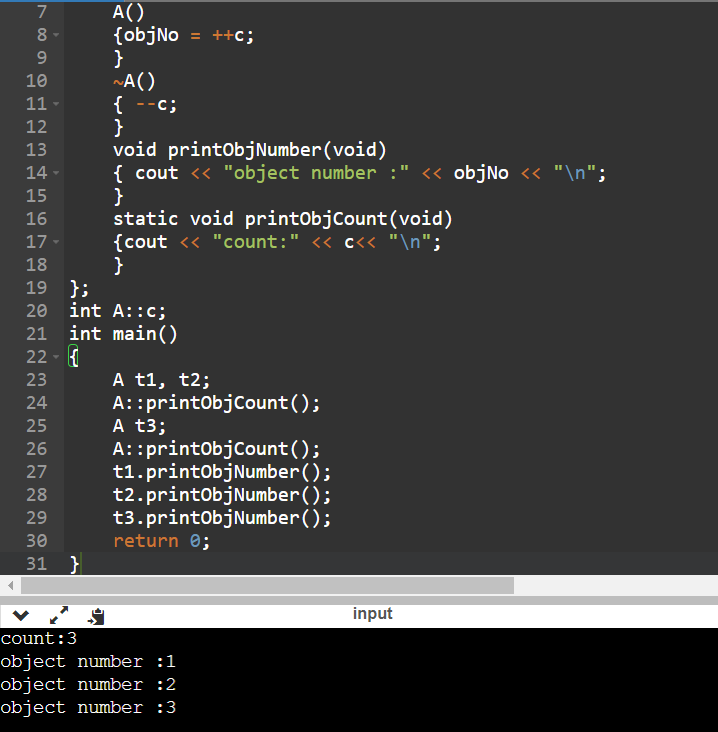 7 A()
8 {objNo = ++c;
9 }
10 ~A()
11 { --c;
12 }
13 void printObjNumber(void)
14 { cout << "object number :" << objNo << "\n";
15 }
16 static void printObjCount(void)
17 {cout << "count:" << c<< "\n";
18 }
19 };
20 int A::c;
21 int main()
22 {
23 A t1, t2;
24 A::printObjCount();
25 A t3;
26 A::printObjCount();
27 t1.printObjNumber();
28 t2.printObjNumber();
29 t3.printObjNumber();
30 return 0;
31 }
input
count:3
object number :1
object number :2
object number :3